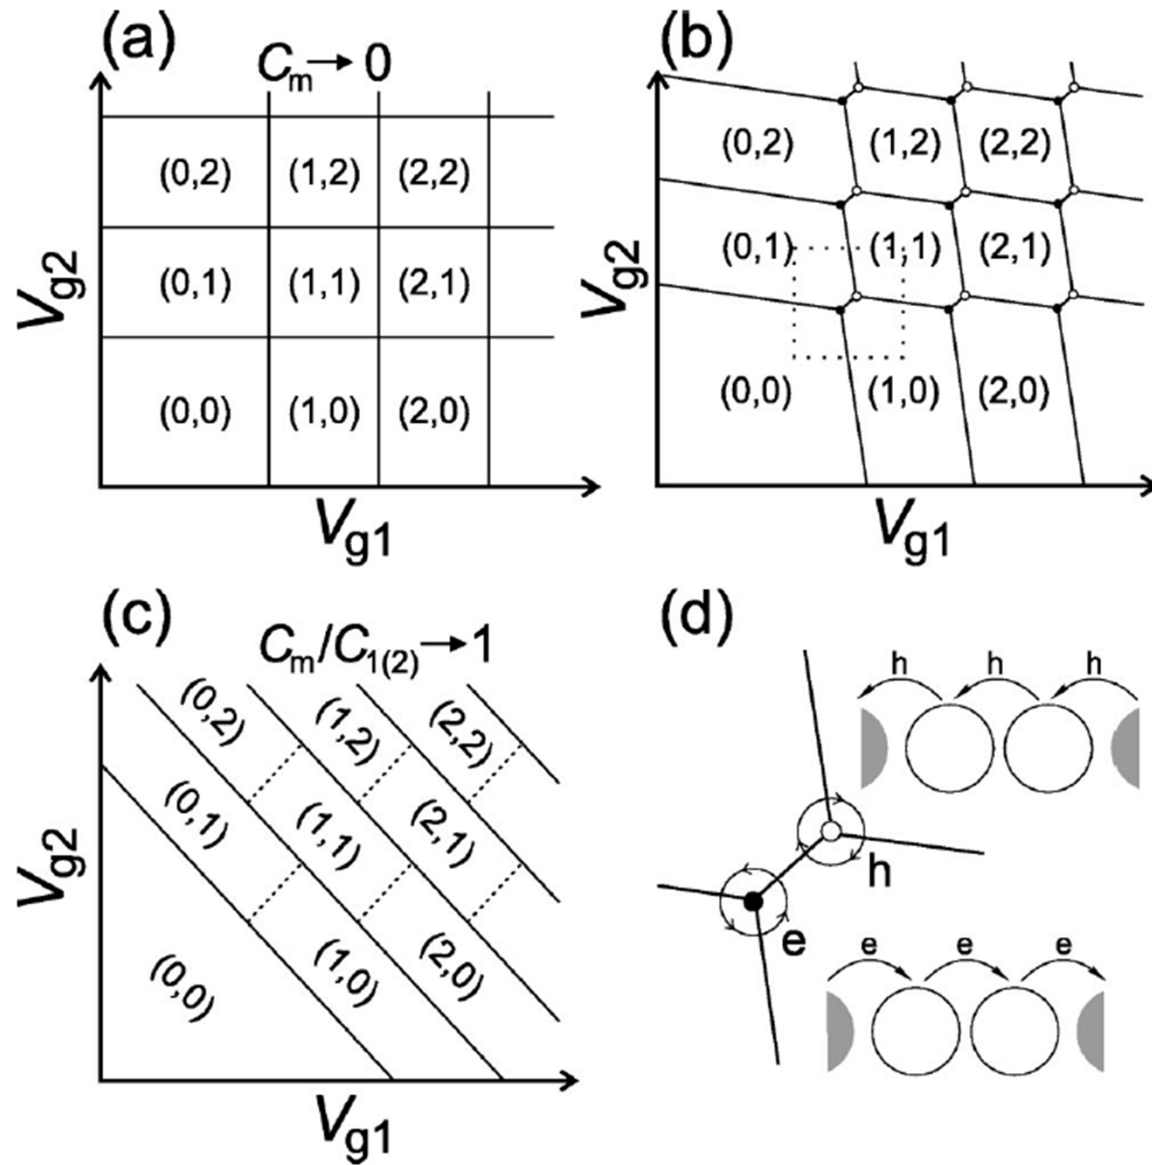 (a)
Cm→0
(0,2) (1,2) (2,2)
(0,1) (1,1) (2,1)
(0,0) (1,0) (2,0)
Vg2
Vg1
(b)
(0,2) (1,2) (2,2)
(0,1) (1,1) (2,1)
(0,0) (1,0) (2,0)
Vg2
Vg1
(c)
Cm/C1(2)→1
(0,2) (1,2) (2,2)
(0,1) (1,1) (2,1)
(0,0) (1,0) (2,0)
Vg2
Vg1
(d)
h h h
h
e
e e e